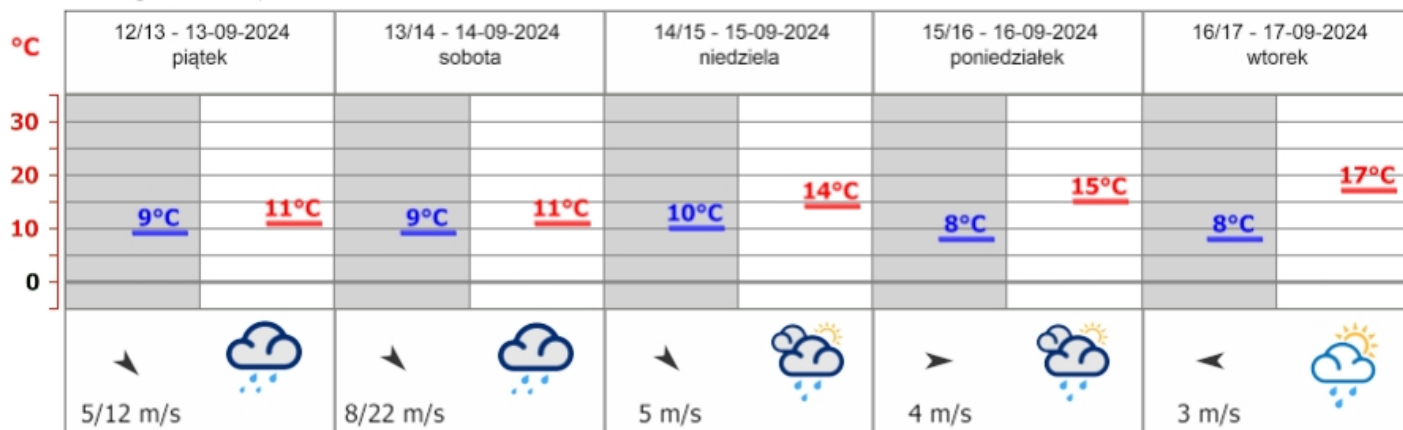 °C
12/13 - 13-09-2024
piątek
13/14 - 14-09-2024
sobota
14/15 - 15-09-2024
niedziela
15/16 - 16-09-2024
poniedziałek
16/17 - 17-09-2024
wtorek
30
20
10
0
9°C
11°C
9°C
11°C
10°C
14°C
8°C
15°C
8°C
17°C
5/12 m/s
8/22 m/s
5 m/s
4 m/s
3 m/s